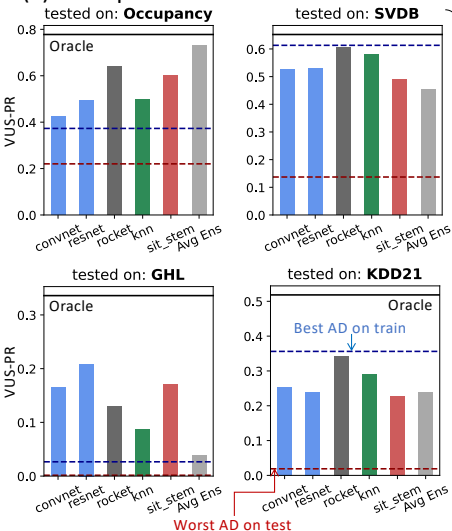 tested on: Occupancy
0.8
0.6
0.4
0.2
0.0
VUS-PR
Oracle
convnet
resnet
rocket
knn
sit_stem
Avg Ens
tested on: SVDB
0.6
0.5
0.4
0.3
0.2
0.1
0.0
convnet
resnet
rocket
knn
sit_stem
Avg Ens
tested on: GHL
0.3
0.2
0.1
0.0
VUS-PR
Oracle
convnet
resnet
rocket
knn
sit_stem
Avg Ens
tested on: KDD21
0.5
0.4
0.3
0.2
0.1
0.0
Oracle
Best AD on train
convnet
resnet
rocket
knn
sit_stem
Avg Ens
Worst AD on test